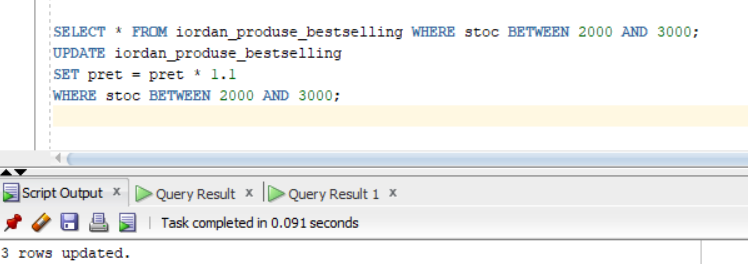 SELECT * FROM iordan_produse_bestselling WHERE stoc BETWEEN 2000 AND 3000;
UPDATE iordan_produse_bestselling
SET pret = pret * 1.1
WHERE stoc BETWEEN 2000 AND 3000;
Script Output x Query Result x Query Result 1 x
Task completed in 0.091 seconds
3 rows updated.